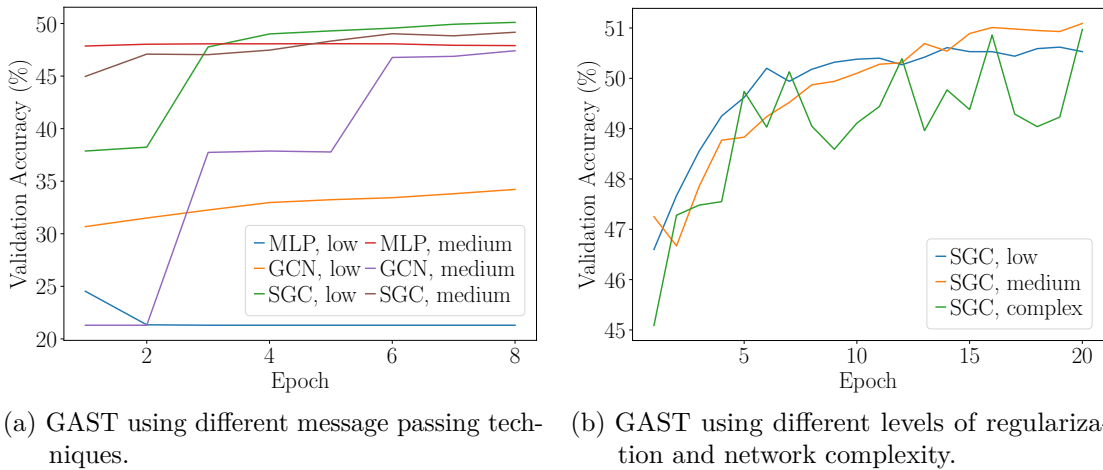 50
45
40
35
30
25
20
Validation Accuracy (%)
MLP, low MLP, medium
GCN, low GCN, medium
SGC, low SGC, medium
2 4 6 8
Epoch
(a) GAST using different message passing tech-
niques.
51
50
49
48
47
46
45
Validation Accuracy (%)
SGC, low
SGC, medium
SGC, complex
5 10 15 20
Epoch
(b) GAST using different levels of regulariza-
tion and network complexity.